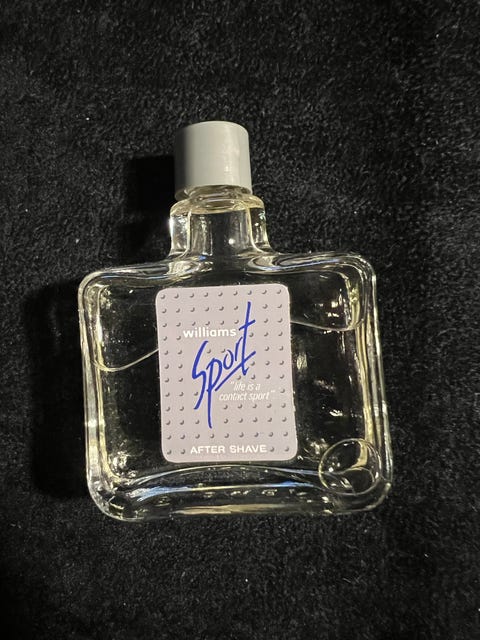 williams
Sport
"life is a
contact sport"
AFTER SHAVE